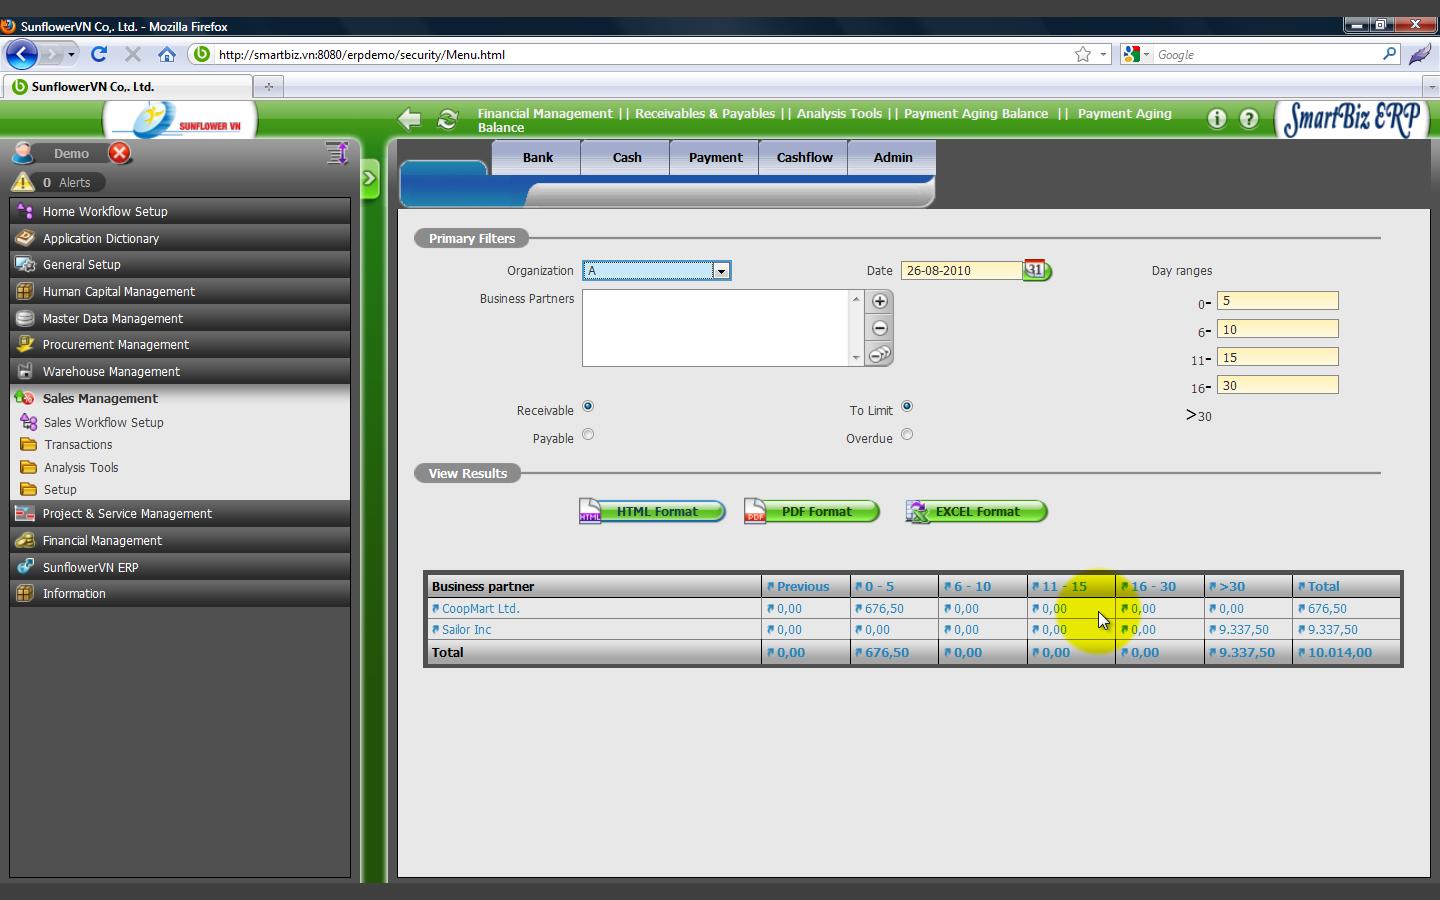 SunflowerVN Co,. Ltd. - Mozilla Firefox
http://smartbiz.vn:8080/erpdemo/security/Menu.html
Google
SunflowerVN Co,. Ltd.
SUNFLOWER VN
Financial Management || Receivables & Payables || Analysis Tools || Payment Aging Balance || Payment Aging
Balance
SmartBiz ERP
Demo
0 Alerts
Bank Cash Payment Cashflow Admin
Home Workflow Setup
Application Dictionary
General Setup
Human Capital Management
Master Data Management
Procurement Management
Warehouse Management
Sales Management
Sales Workflow Setup
Transactions
Analysis Tools
Setup
Project & Service Management
Financial Management
SunflowerVN ERP
Information
Primary Filters
Organization A Date 26-08-2010 31 Day ranges
Business Partners
0- 5
6- 10
11- 15
16- 30
>30
Receivable To Limit
Payable Overdue
View Results
HTML HTML Format PDF PDF Format EXCEL Format
Business partner Previous 0 - 5 6 - 10 11 - 15 16 - 30 >30 Total
CoopMart Ltd. 0,00 676,50 0,00 0,00 0,00 0,00 676,50
Sailor Inc 0,00 0,00 0,00 0,00 0,00 9.337,50 9.337,50
Total 0,00 676,50 0,00 0,00 0,00 9.337,50 10.014,00